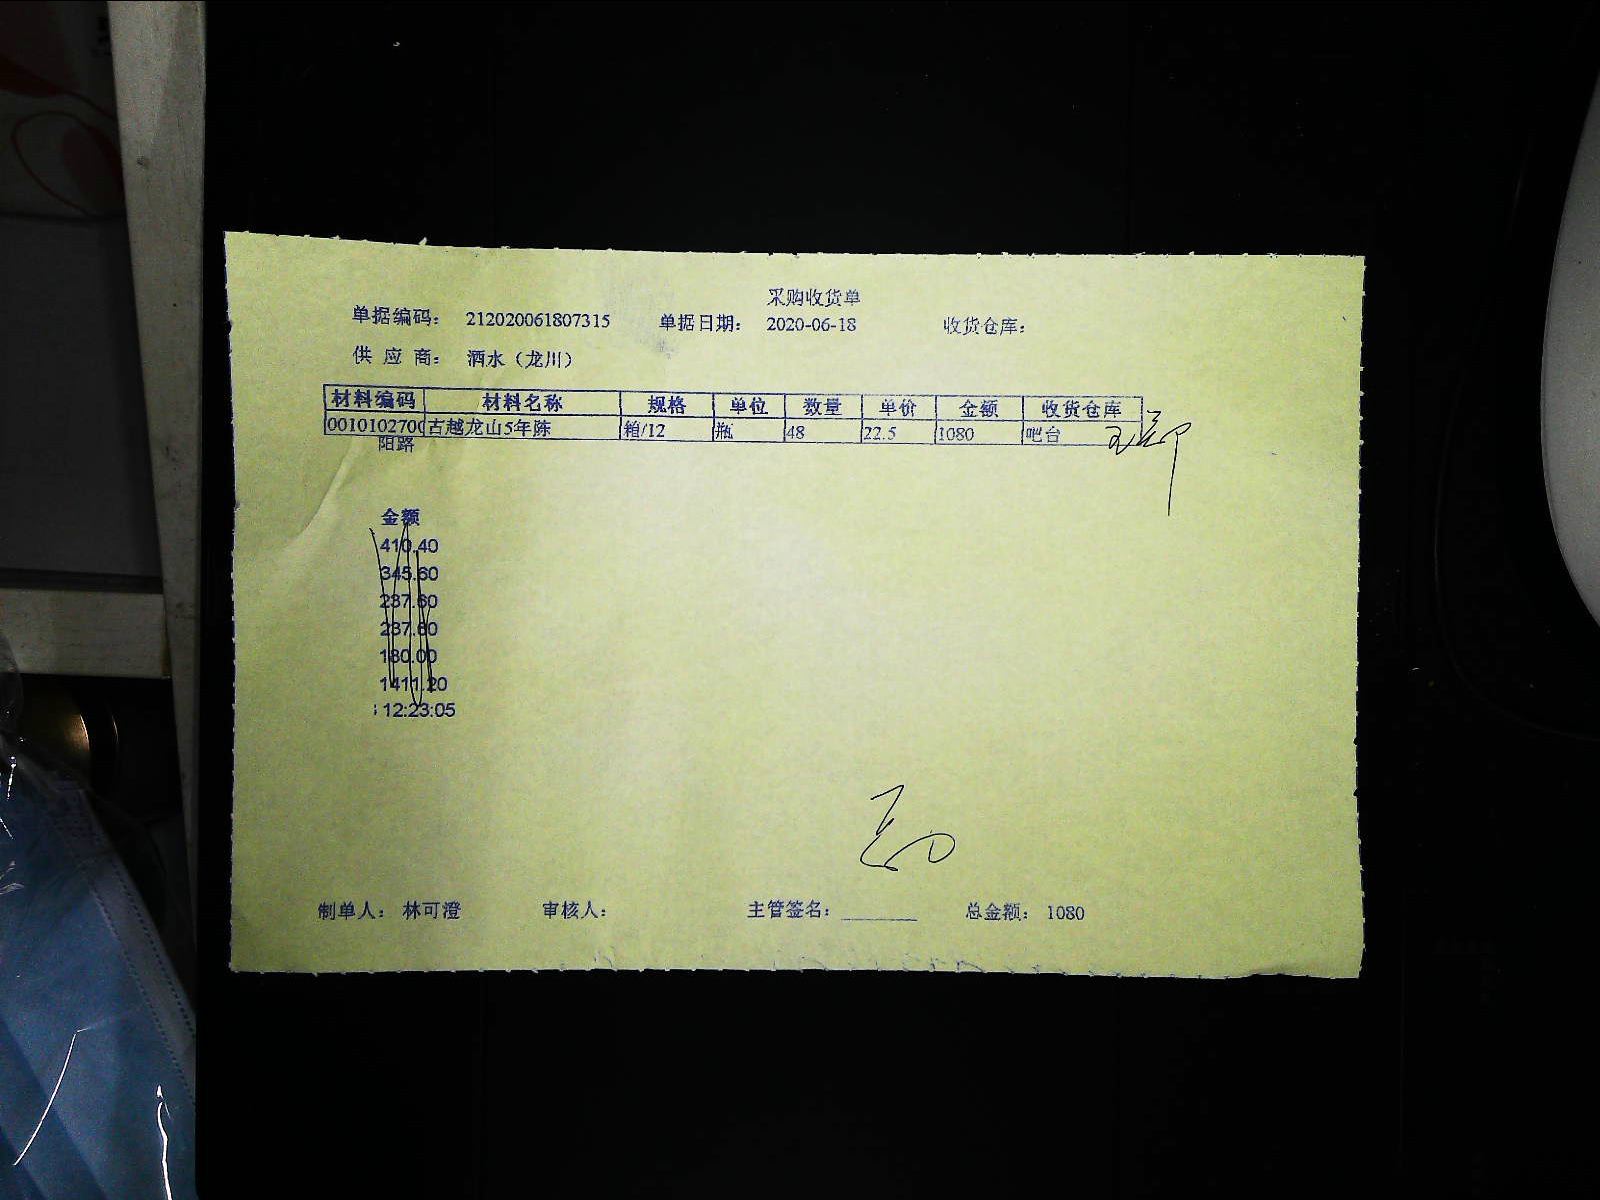 采购收货单
单据编码： 212020061807315 单据日期： 2020-06-18 收货仓库：
供 应 商： 酒水（龙川）
材料编码 材料名称 规格 单位 数量 单价 金额 收货仓库
0010102700 古越龙山5年陈 箱/12 瓶 48 22.5 1080 吧台
阳路
金额
410.40
345.60
237.60
237.60
180.00
1411.20
12:23:05
制单人： 林可澄 审核人： 主管签名： 总金额： 1080